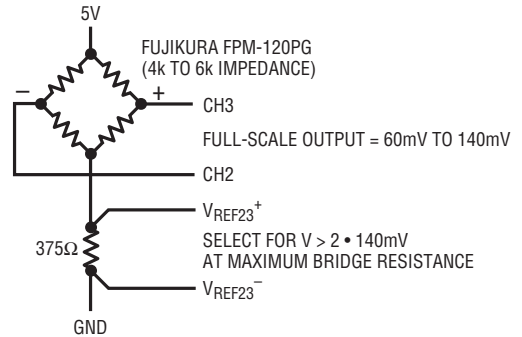 5V
FUJIKURA FPM-120PG
(4k TO 6k IMPEDANCE)
−
+
CH3
FULL-SCALE OUTPUT = 60mV TO 140mV
CH2
VREF23+
375Ω
SELECT FOR V > 2 • 140mV
AT MAXIMUM BRIDGE RESISTANCE
VREF23−
GND